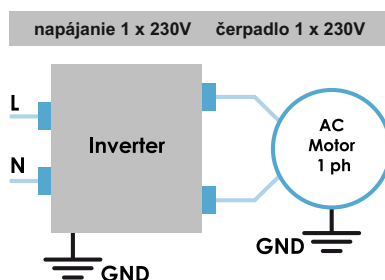 napájanie 1 x 230V čerpadlo 1 x 230V
L
N
Inverter
AC
Motor
1 ph
GND
GND